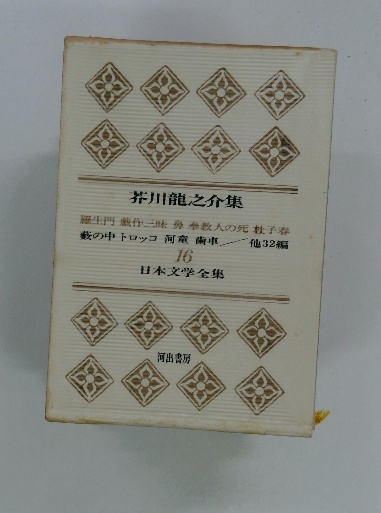 芥川龍之介集
羅生門 戯作三昧 鼻 奉教人の死 杜子春
藪の中 トロッコ 河童 歯車 他32編
16
日本文学全集
河出書房